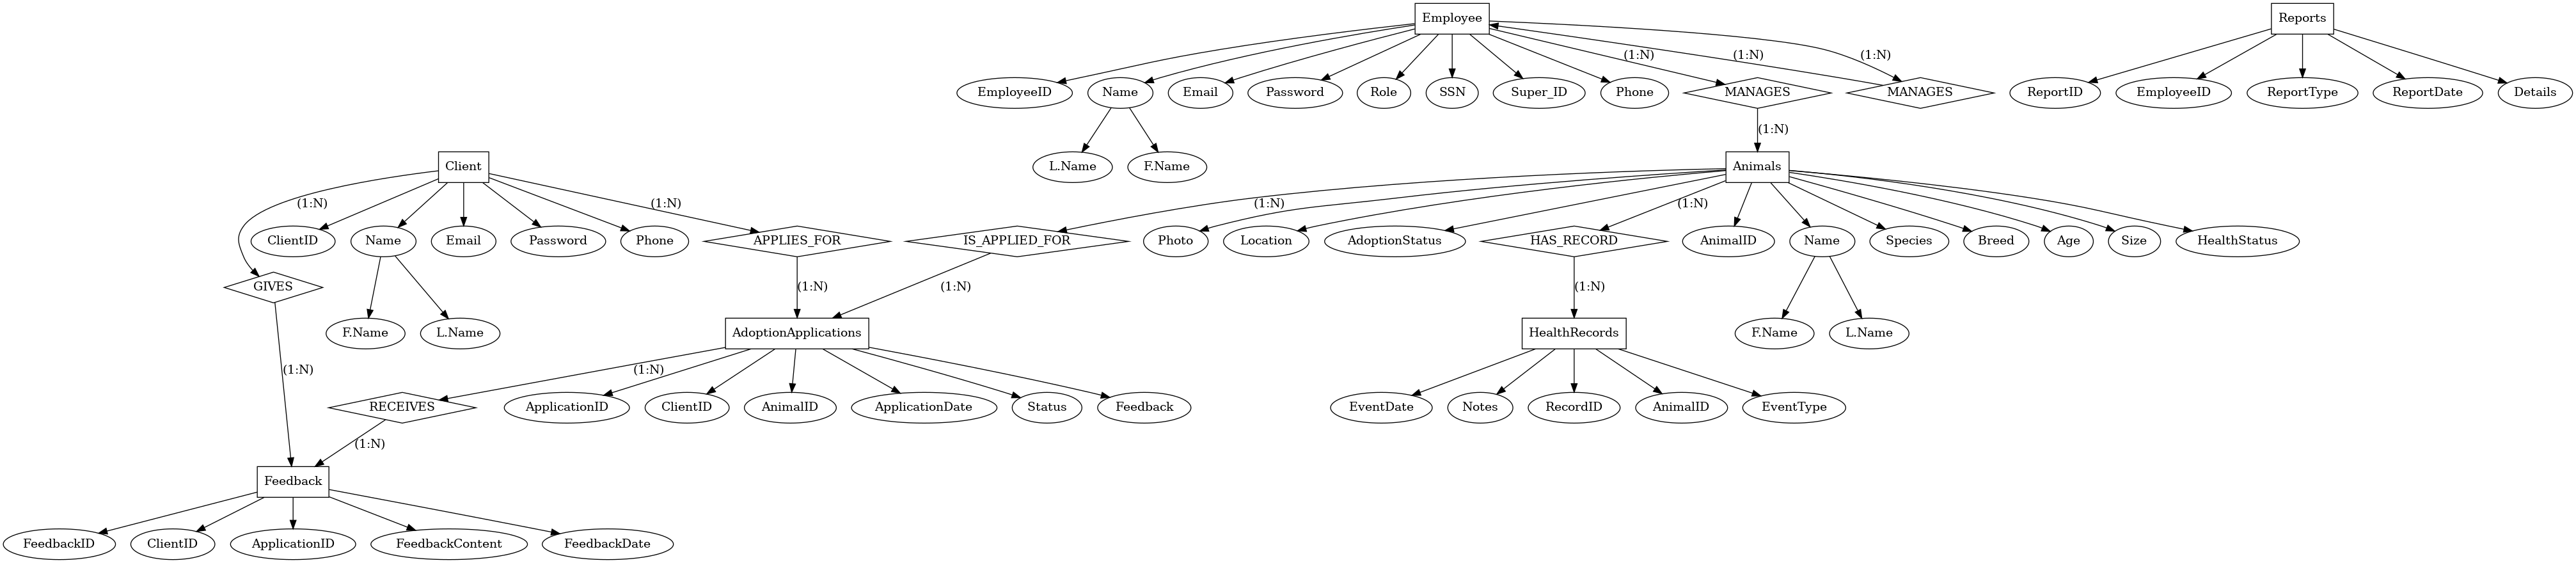 Employee
Reports
(1:N)
(1:N)
(1:N)
EmployeeID
Name
Email
Password
Role
SSN
Super_ID
Phone
MANAGES
MANAGES
ReportID
EmployeeID
ReportType
ReportDate
Details
(1:N)
L.Name
F.Name
Client
Animals
(1:N)
(1:N)
(1:N)
(1:N)
ClientID
Name
Email
Password
Phone
APPLIES_FOR
IS_APPLIED_FOR
Photo
Location
AdoptionStatus
HAS_RECORD
AnimalID
Name
Species
Breed
Age
Size
HealthStatus
GIVES
(1:N)
(1:N)
(1:N)
F.Name
L.Name
AdoptionApplications
HealthRecords
F.Name
L.Name
(1:N)
(1:N)
RECEIVES
ApplicationID
ClientID
AnimalID
ApplicationDate
Status
Feedback
EventDate
Notes
RecordID
AnimalID
EventType
(1:N)
Feedback
FeedbackID
ClientID
ApplicationID
FeedbackContent
FeedbackDate